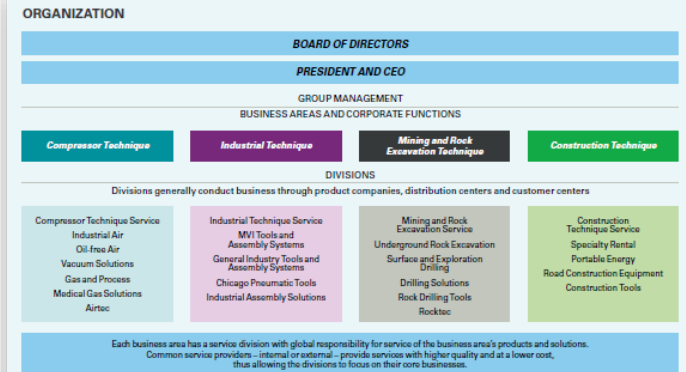 ORGANIZATION
BOARD OF DIRECTORS
PRESIDENT AND CEO
GROUP MANAGEMENT
BUSINESS AREAS AND CORPORATE FUNCTIONS
Compressor Technique
Industrial Technique
Mining and Rock
Excavation Technique
Construction Technique
DIVISIONS
Divisions generally conduct business through product companies, distribution centers and customer centers
Compressor Technique Service
Industrial Air
Oil-free Air
Vacuum Solutions
Gas and Process
Medical Gas Solutions
Airtec
Industrial Technique Service
MVI Tools and
Assembly Systems
General Industry Tools and
Assembly Systems
Chicago Pneumatic Tools
Industrial Assembly Solutions
Mining and Rock
Excavation Service
Underground Rock Excavation
Surface and Exploration
Drilling
Drilling Solutions
Rock Drilling Tools
Rocktec
Construction
Technique Service
Specialty Rental
Portable Energy
Road Construction Equipment
Construction Tools
Each business area has a service division with global responsibility for service of the business area's products and solutions.
Common service providers – internal or external – provide services with higher quality and at a lower cost,
thus allowing the divisions to focus on their core businesses.